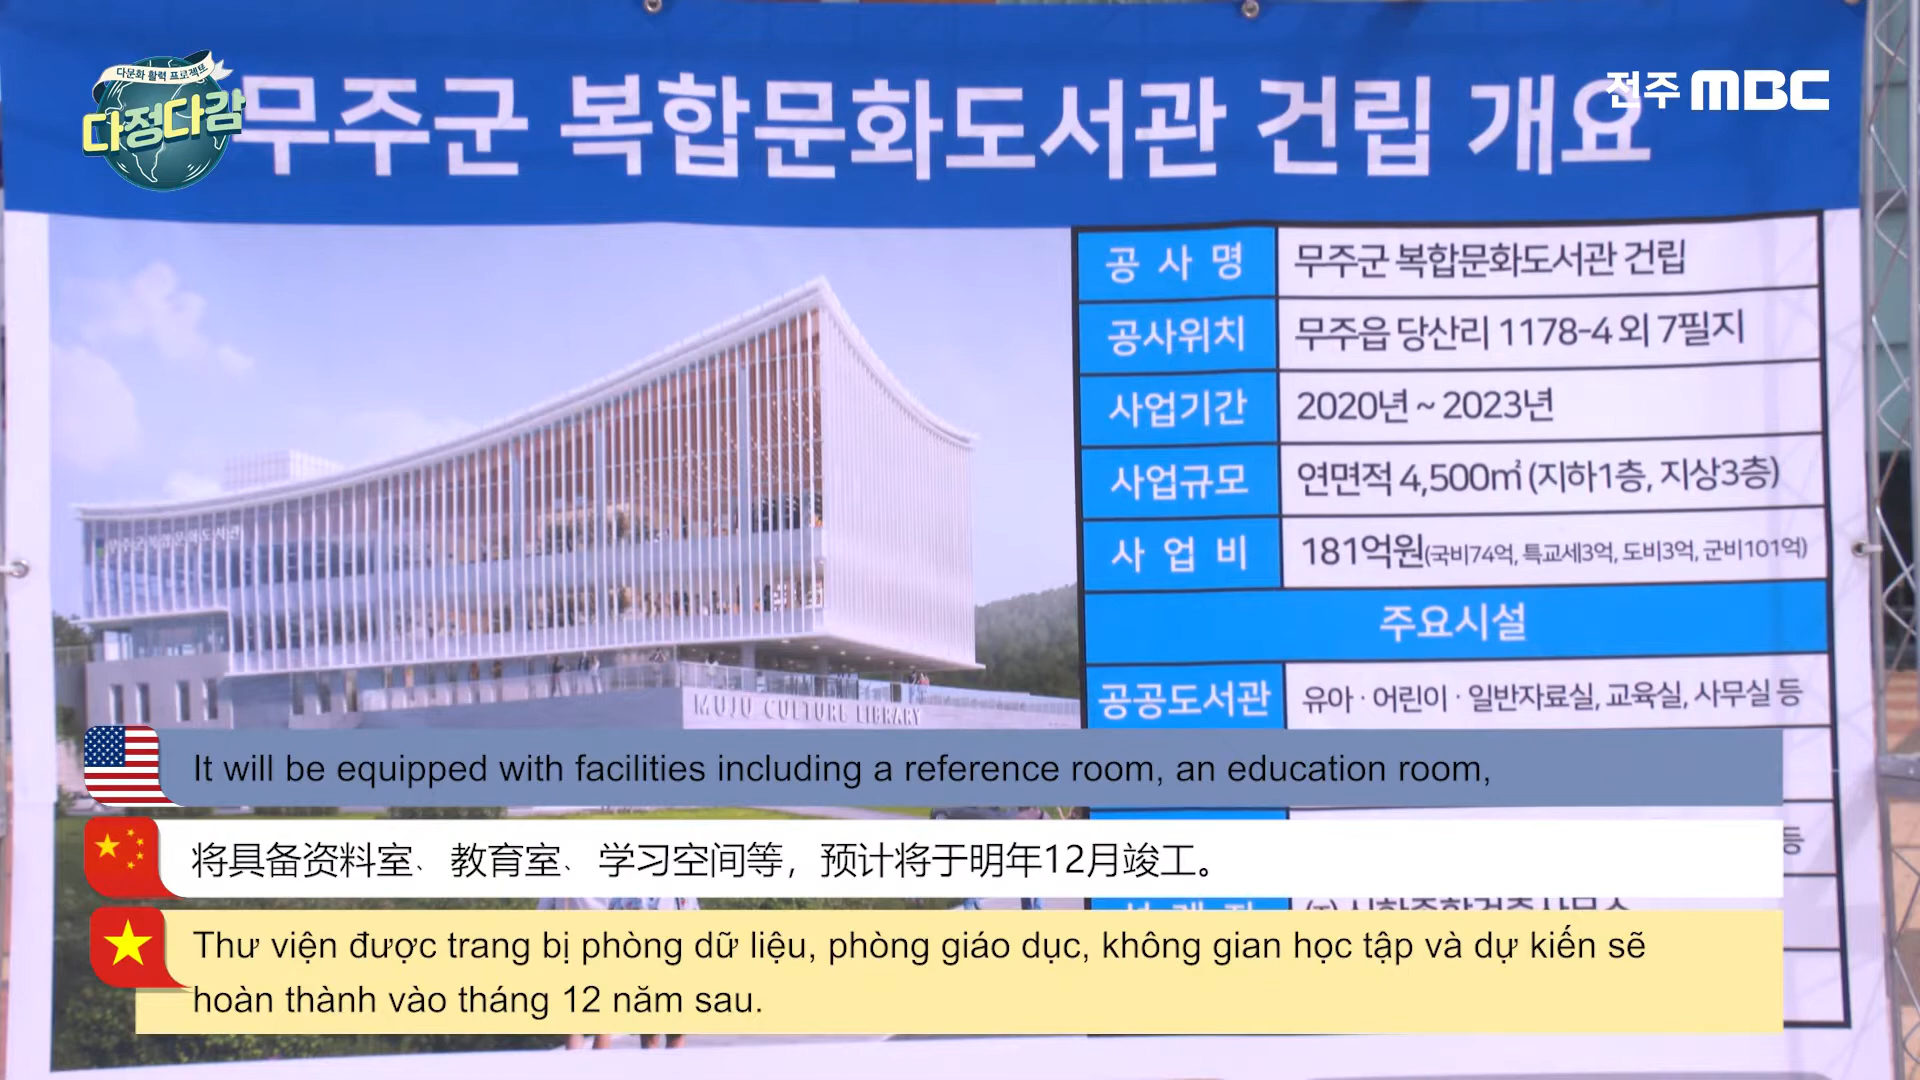 다문화 활력 프로젝트
다정다감
전주 MBC
무주군 복합문화도서관 건립 개요
공 사 명 무주군 복합문화도서관 건립
공사위치 무주읍 당산리 1178-4 외 7필지
사업기간 2020년 ~ 2023년
사업규모 연면적 4,500㎡ (지하1층, 지상3층)
사 업 비 181억원(국비74억, 특교세3억, 도비3억, 군비101억)
주요시설
공공도서관 유아 · 어린이 · 일반자료실, 교육실, 사무실 등
등
무주군복합문화도서관
MUJU CULTURE LIBRARY
It will be equipped with facilities including a reference room, an education room,
将具备资料室、教育室、学习空间等，预计将于明年12月竣工。
Thư viện được trang bị phòng dữ liệu, phòng giáo dục, không gian học tập và dự kiến sẽ
hoàn thành vào tháng 12 năm sau.